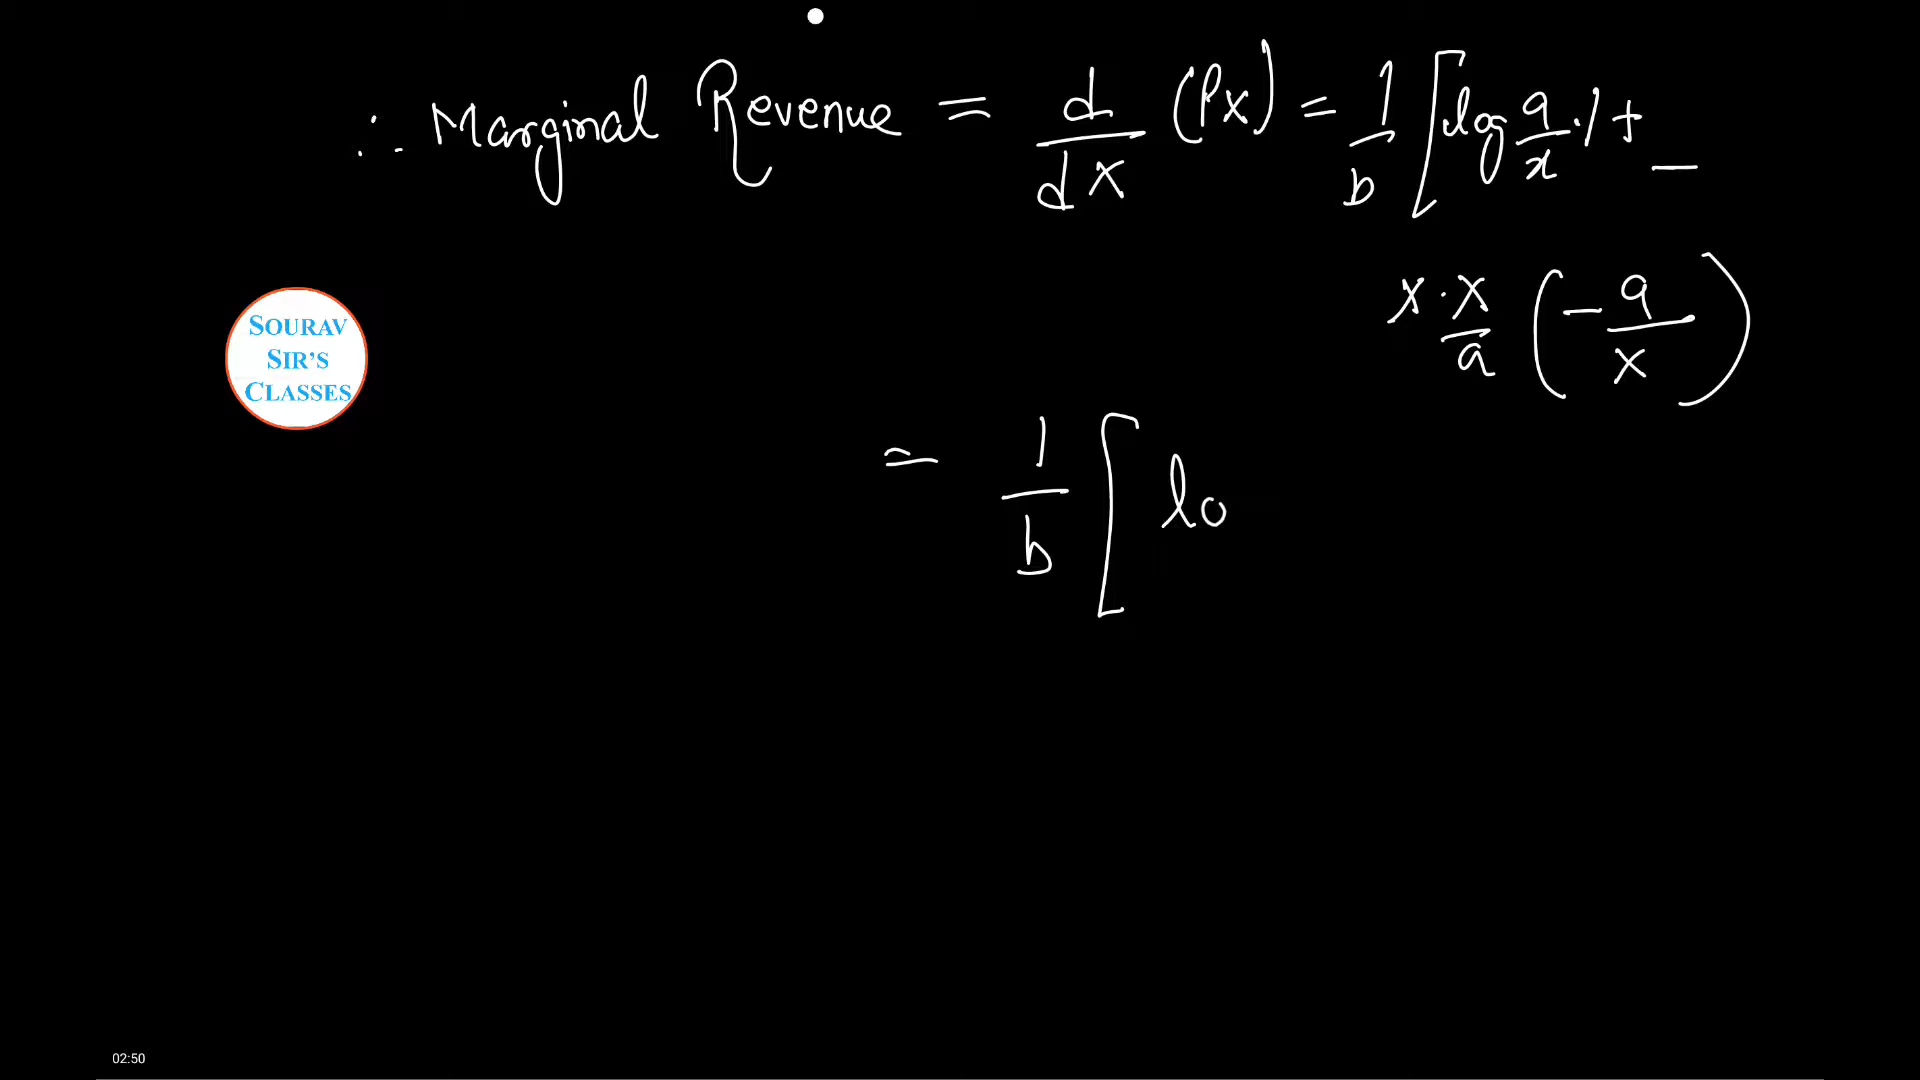 ∴ Marginal Revenue = d/dx (Px) = 1/b [log a/x · 1 + _
x · x/a (- a/x)
SOURAV
SIR'S
CLASSES
= 1/b [ lo
02:50